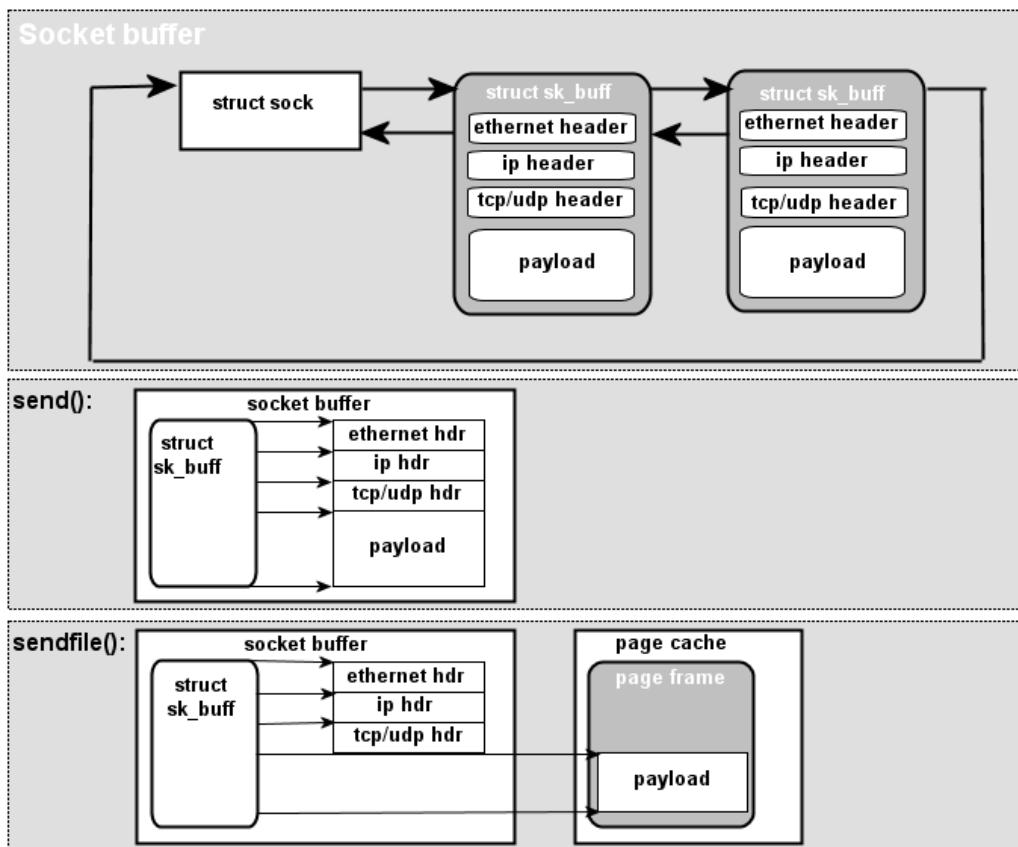 Socket buffer
struct sock
struct sk_buff
ethernet header
ip header
tcp/udp header
payload
struct sk_buff
ethernet header
ip header
tcp/udp header
payload
send():
socket buffer
struct
sk_buff
ethernet hdr
ip hdr
tcp/udp hdr
payload
sendfile():
socket buffer
struct
sk_buff
ethernet hdr
ip hdr
tcp/udp hdr
page cache
page frame
payload